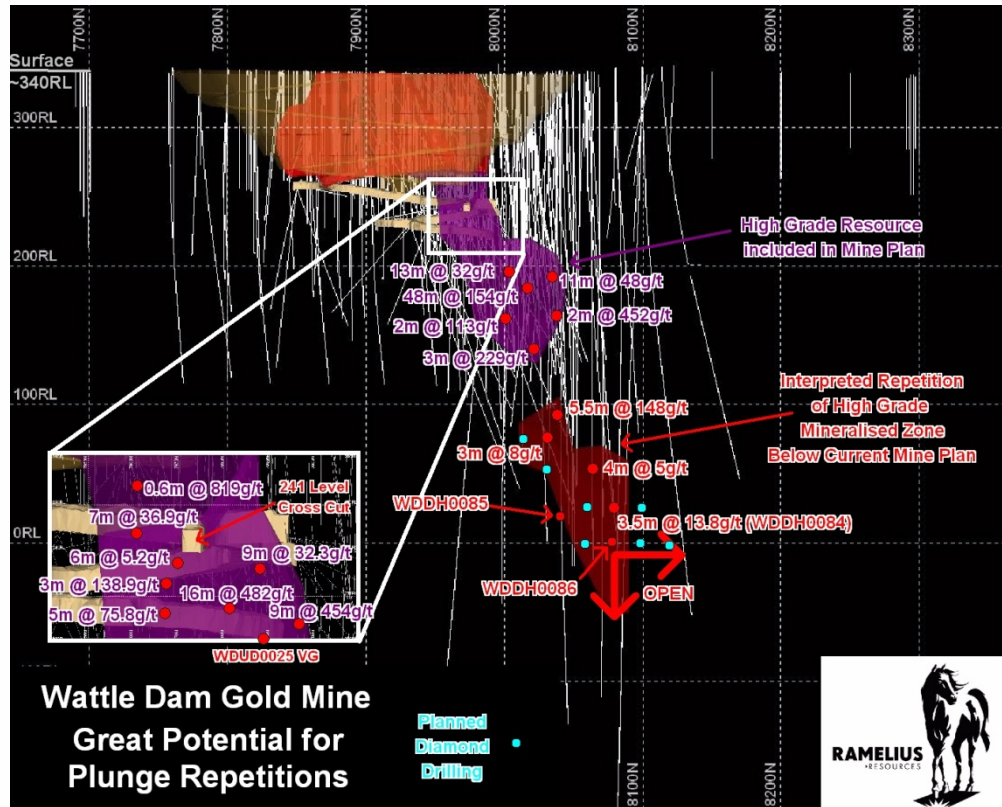 7700N
7800N
7900N
8000N
8100N
8200N
8300N
Surface
~340RL
300RL
200RL
100RL
0RL
High Grade Resource
included in Mine Plan
13m @ 32g/t
11m @ 48g/t
48m @ 154g/t
2m @ 113g/t
2m @ 452g/t
3m @ 229g/t
Interpreted Repetition
of High Grade
Mineralised Zone
Below Current Mine Plan
5.5m @ 148g/t
3m @ 8g/t
4m @ 5g/t
WDDH0085
3.5m @ 13.8g/t (WDDH0084)
WDDH0086
OPEN
0.6m @ 819g/t
241 Level
Cross Cut
7m @ 36.9g/t
6m @ 5.2g/t
9m @ 32.3g/t
3m @ 138.9g/t
16m @ 482g/t
5m @ 75.8g/t
9m @ 454g/t
WDUD0025 VG
Wattle Dam Gold Mine
Great Potential for
Plunge Repetitions
Planned
Diamond
Drilling
8100N
8200N
RAMELIUS
RESOURCES